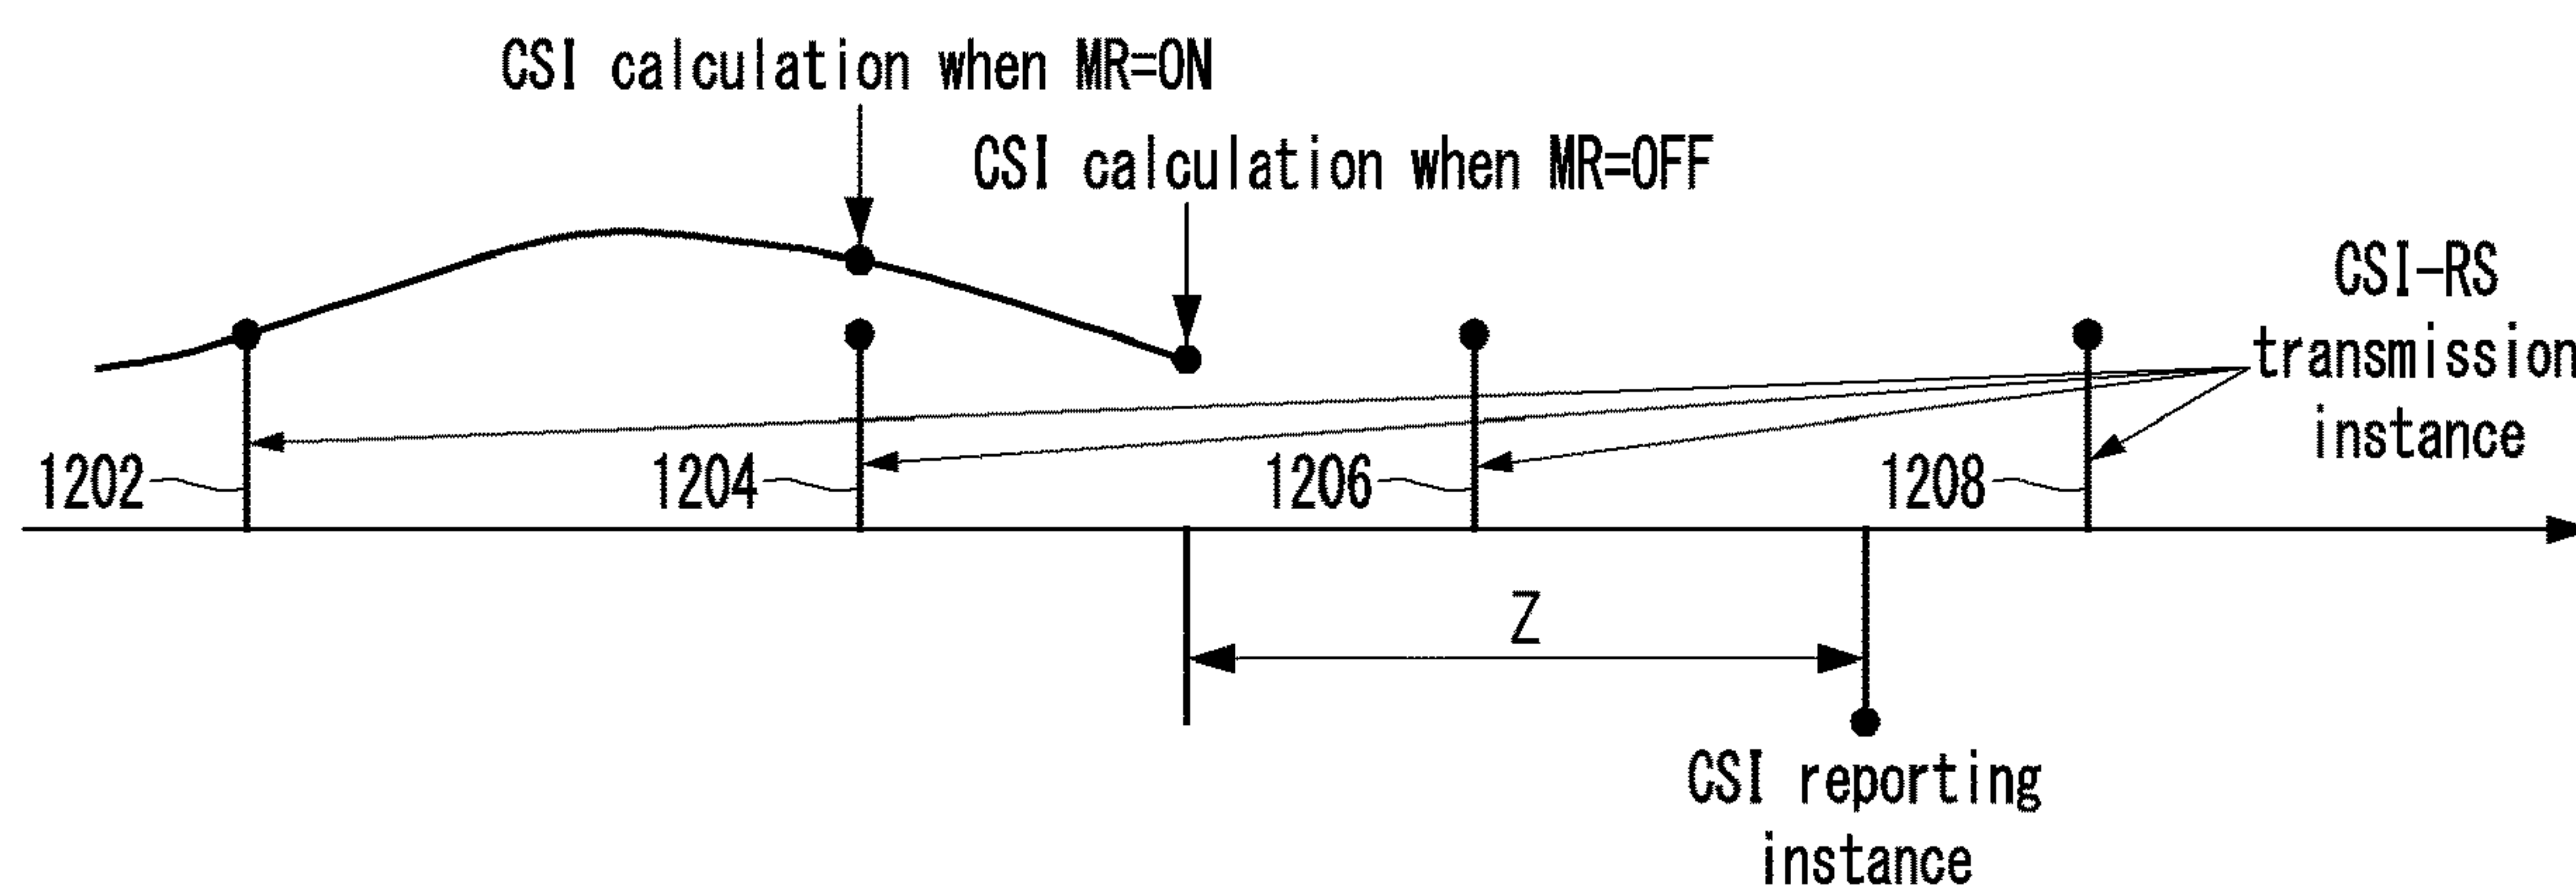 CSI calculation when MR=ON
CSI calculation when MR=OFF
CSI-RS
transmission
instance
1202
1204
1206
1208
Z
CSI reporting
instance